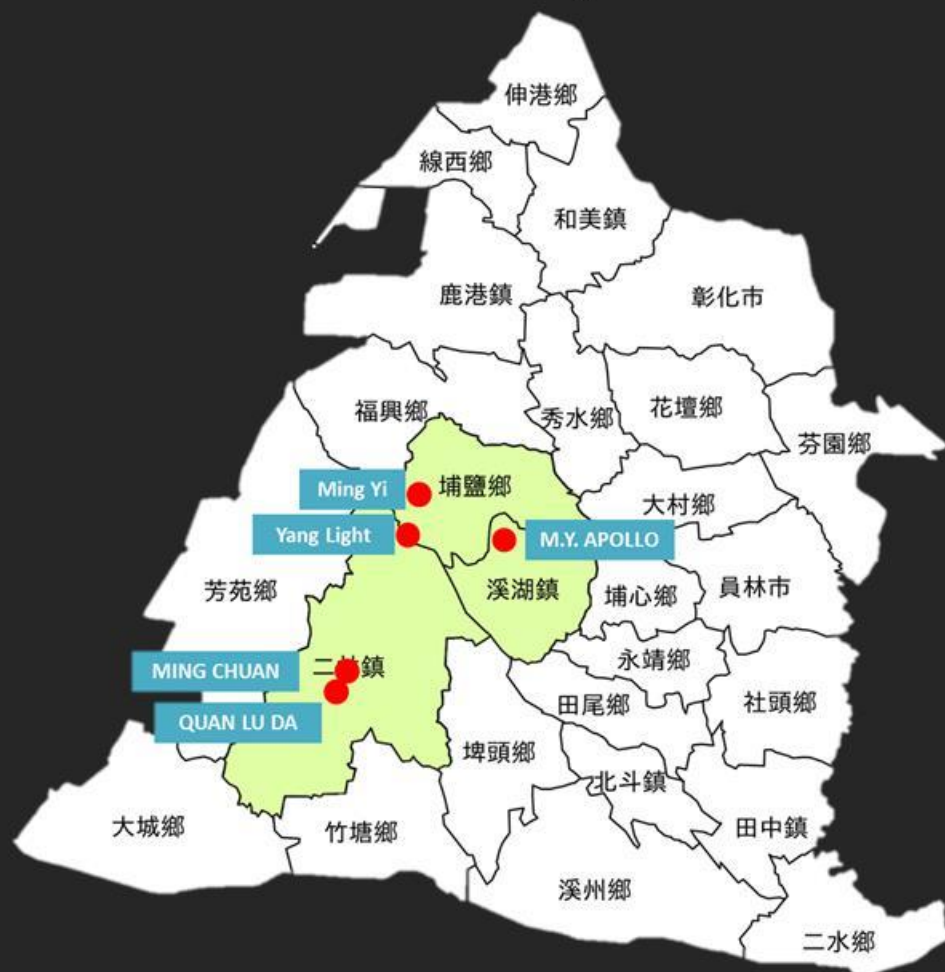 伸港鄉
線西鄉
和美鎮
鹿港鎮
彰化市
福興鄉
秀水鄉
花壇鄉
芬園鄉
Ming Yi
埔鹽鄉
大村鄉
Yang Light
M.Y. APOLLO
芳苑鄉
溪湖鎮
埔心鄉
員林市
永靖鄉
MING CHUAN
二 鎮
田尾鄉
社頭鄉
QUAN LU DA
埤頭鄉
北斗鎮
大城鄉
竹塘鄉
田中鎮
溪州鄉
二水鄉